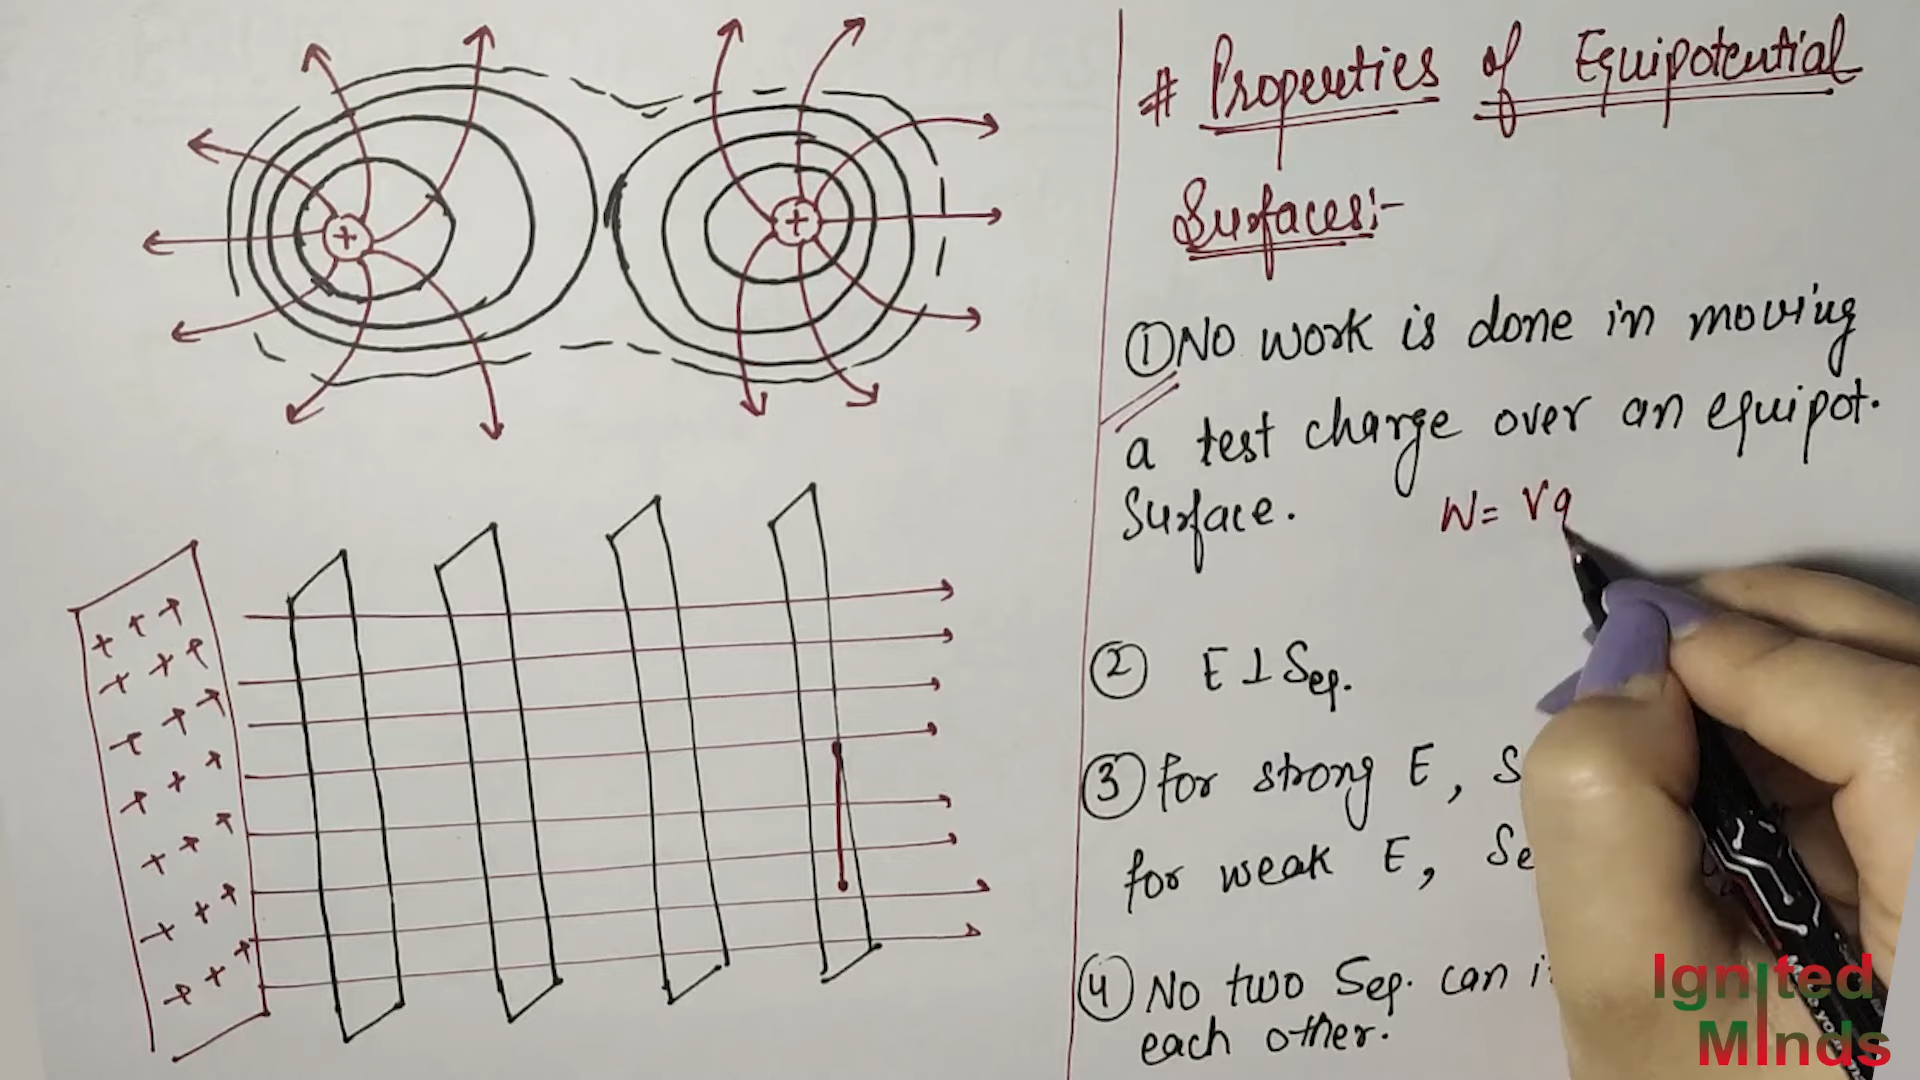 # Properties of Equipotential
Surfaces:-
① No work is done in moving
a test charge over an equipot.
Surface. W = Vq
② E ⊥ Sep.
③ for strong E, S
for weak E, Se
④ No two Sep. can
each other.
Ignited
Minds